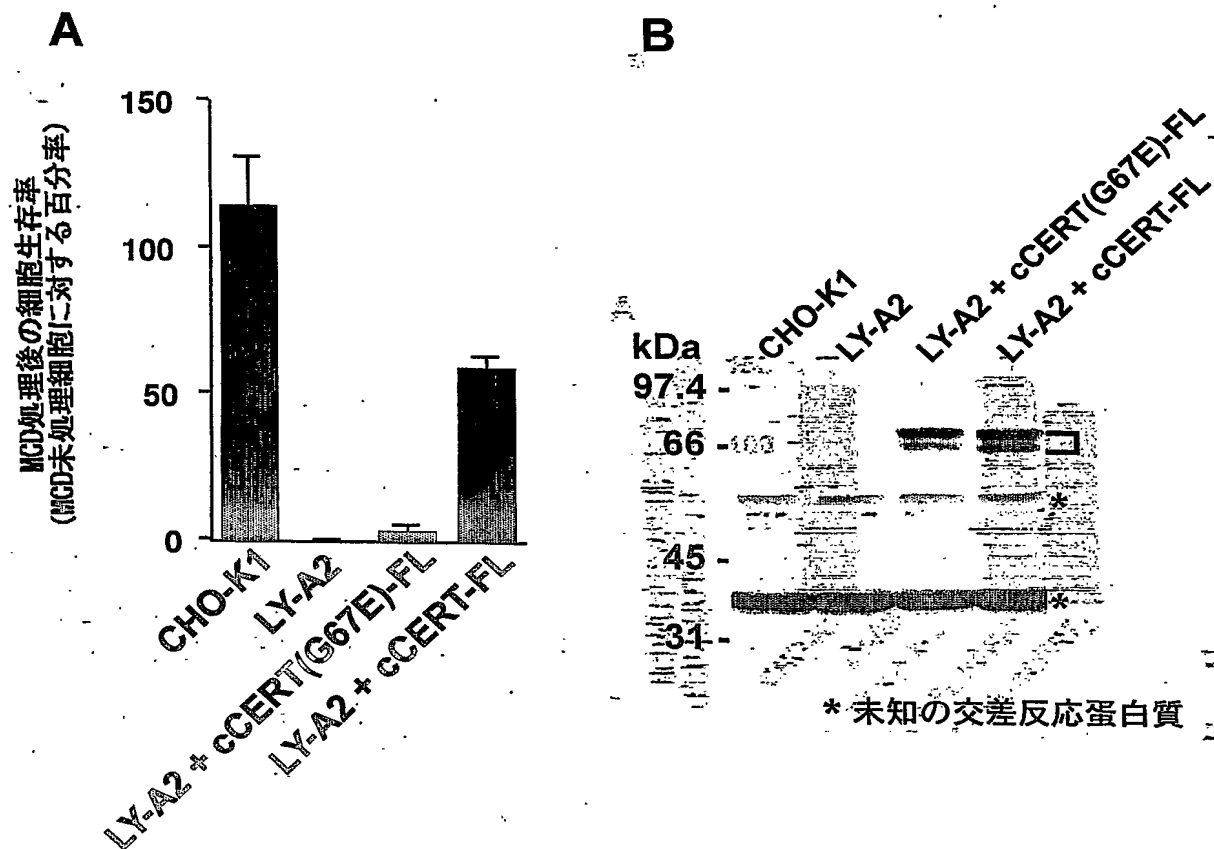 A
MCD処理後の細胞生存率
(MCD未処理細胞に対する百分率)
150
100
50
0
CHO-K1
LY-A2
LY-A2 + cCERT(G67E)-FL
LY-A2 + cCERT-FL
B
CHO-K1
LY-A2
LY-A2 + cCERT(G67E)-FL
LY-A2 + cCERT-FL
kDa
97.4 -
66 -
*
45 -
*
31 -
* 未知の交差反応蛋白質